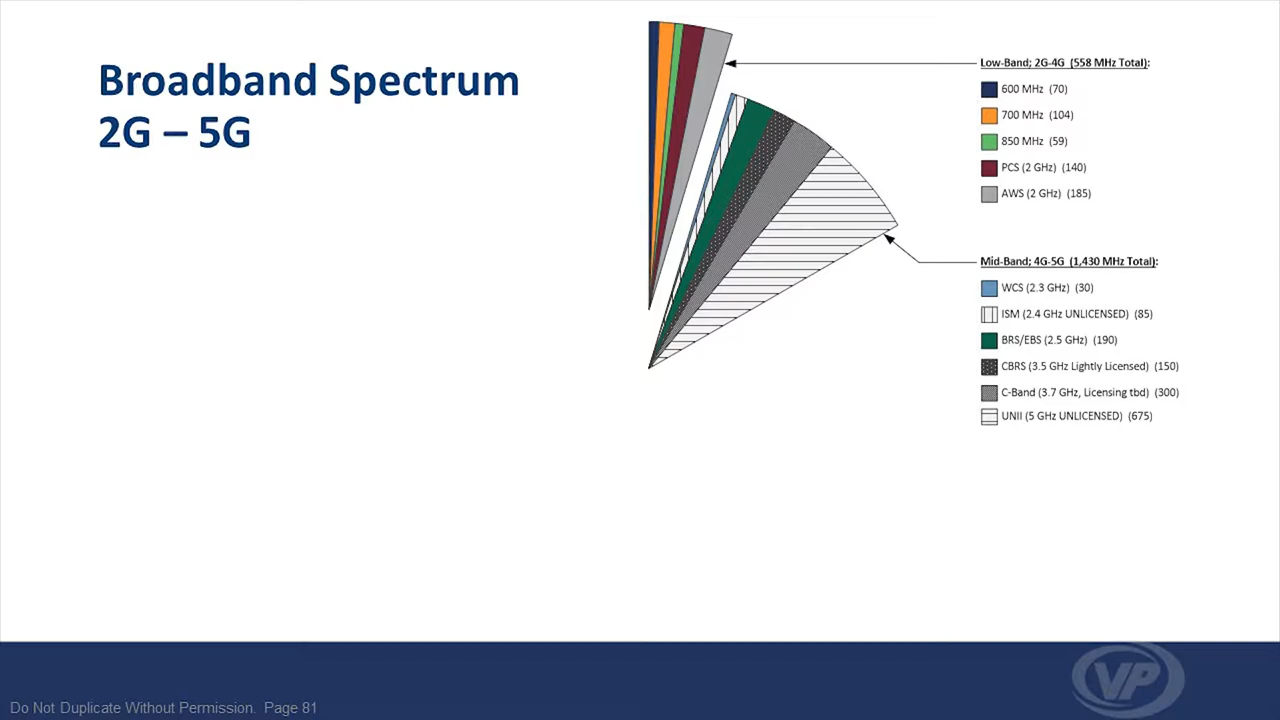 Broadband Spectrum
2G – 5G
Low-Band; 2G-4G (558 MHz Total):
600 MHz (70)
700 MHz (104)
850 MHz (59)
PCS (2 GHz) (140)
AWS (2 GHz) (185)
Mid-Band; 4G-5G (1,430 MHz Total):
WCS (2.3 GHz) (30)
ISM (2.4 GHz UNLICENSED) (85)
BRS/EBS (2.5 GHz) (190)
CBRS (3.5 GHz Lightly Licensed) (150)
C-Band (3.7 GHz, Licensing tbd) (300)
UNII (5 GHz UNLICENSED) (675)
VP
Do Not Duplicate Without Permission. Page 81